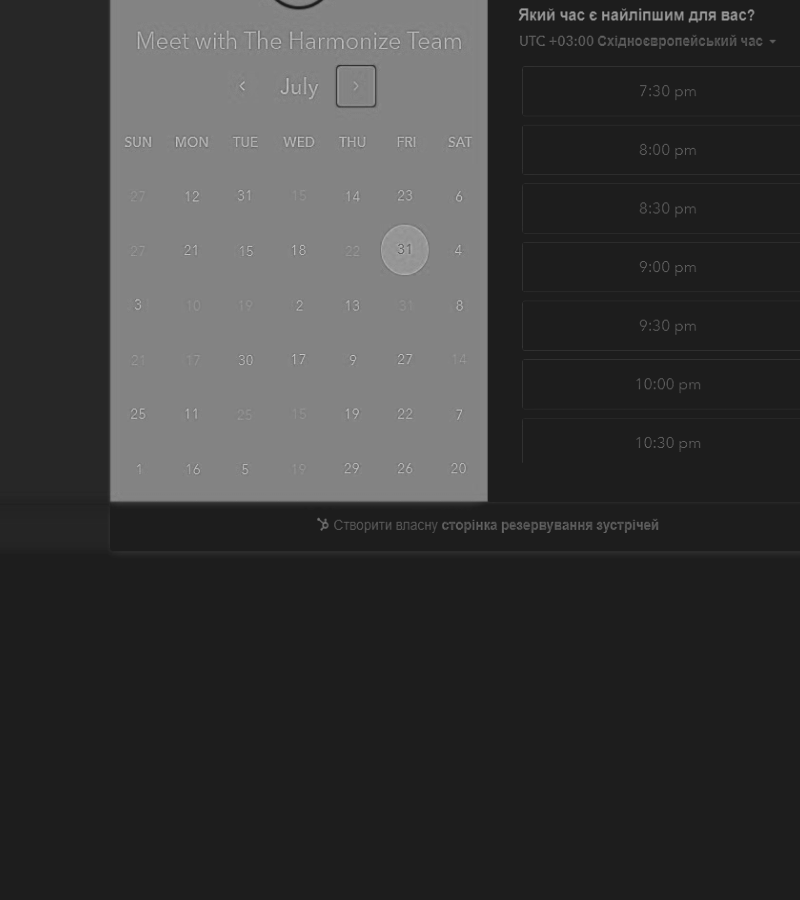 Meet with The Harmonize Team
July
SUN MON TUE WED THU FRI SAT
27 12 31 15 14 23 6
27 21 15 18 22 31 4
3 10 19 2 13 31 8
21 17 30 17 9 27 14
25 11 25 15 19 22 7
1 16 5 19 29 26 20
Який час є найліпшим для вас?
UTC +03:00 Східноєвропейський час
7:30 pm
8:00 pm
8:30 pm
9:00 pm
9:30 pm
10:00 pm
10:30 pm
Створити власну сторінка резервування зустрічей